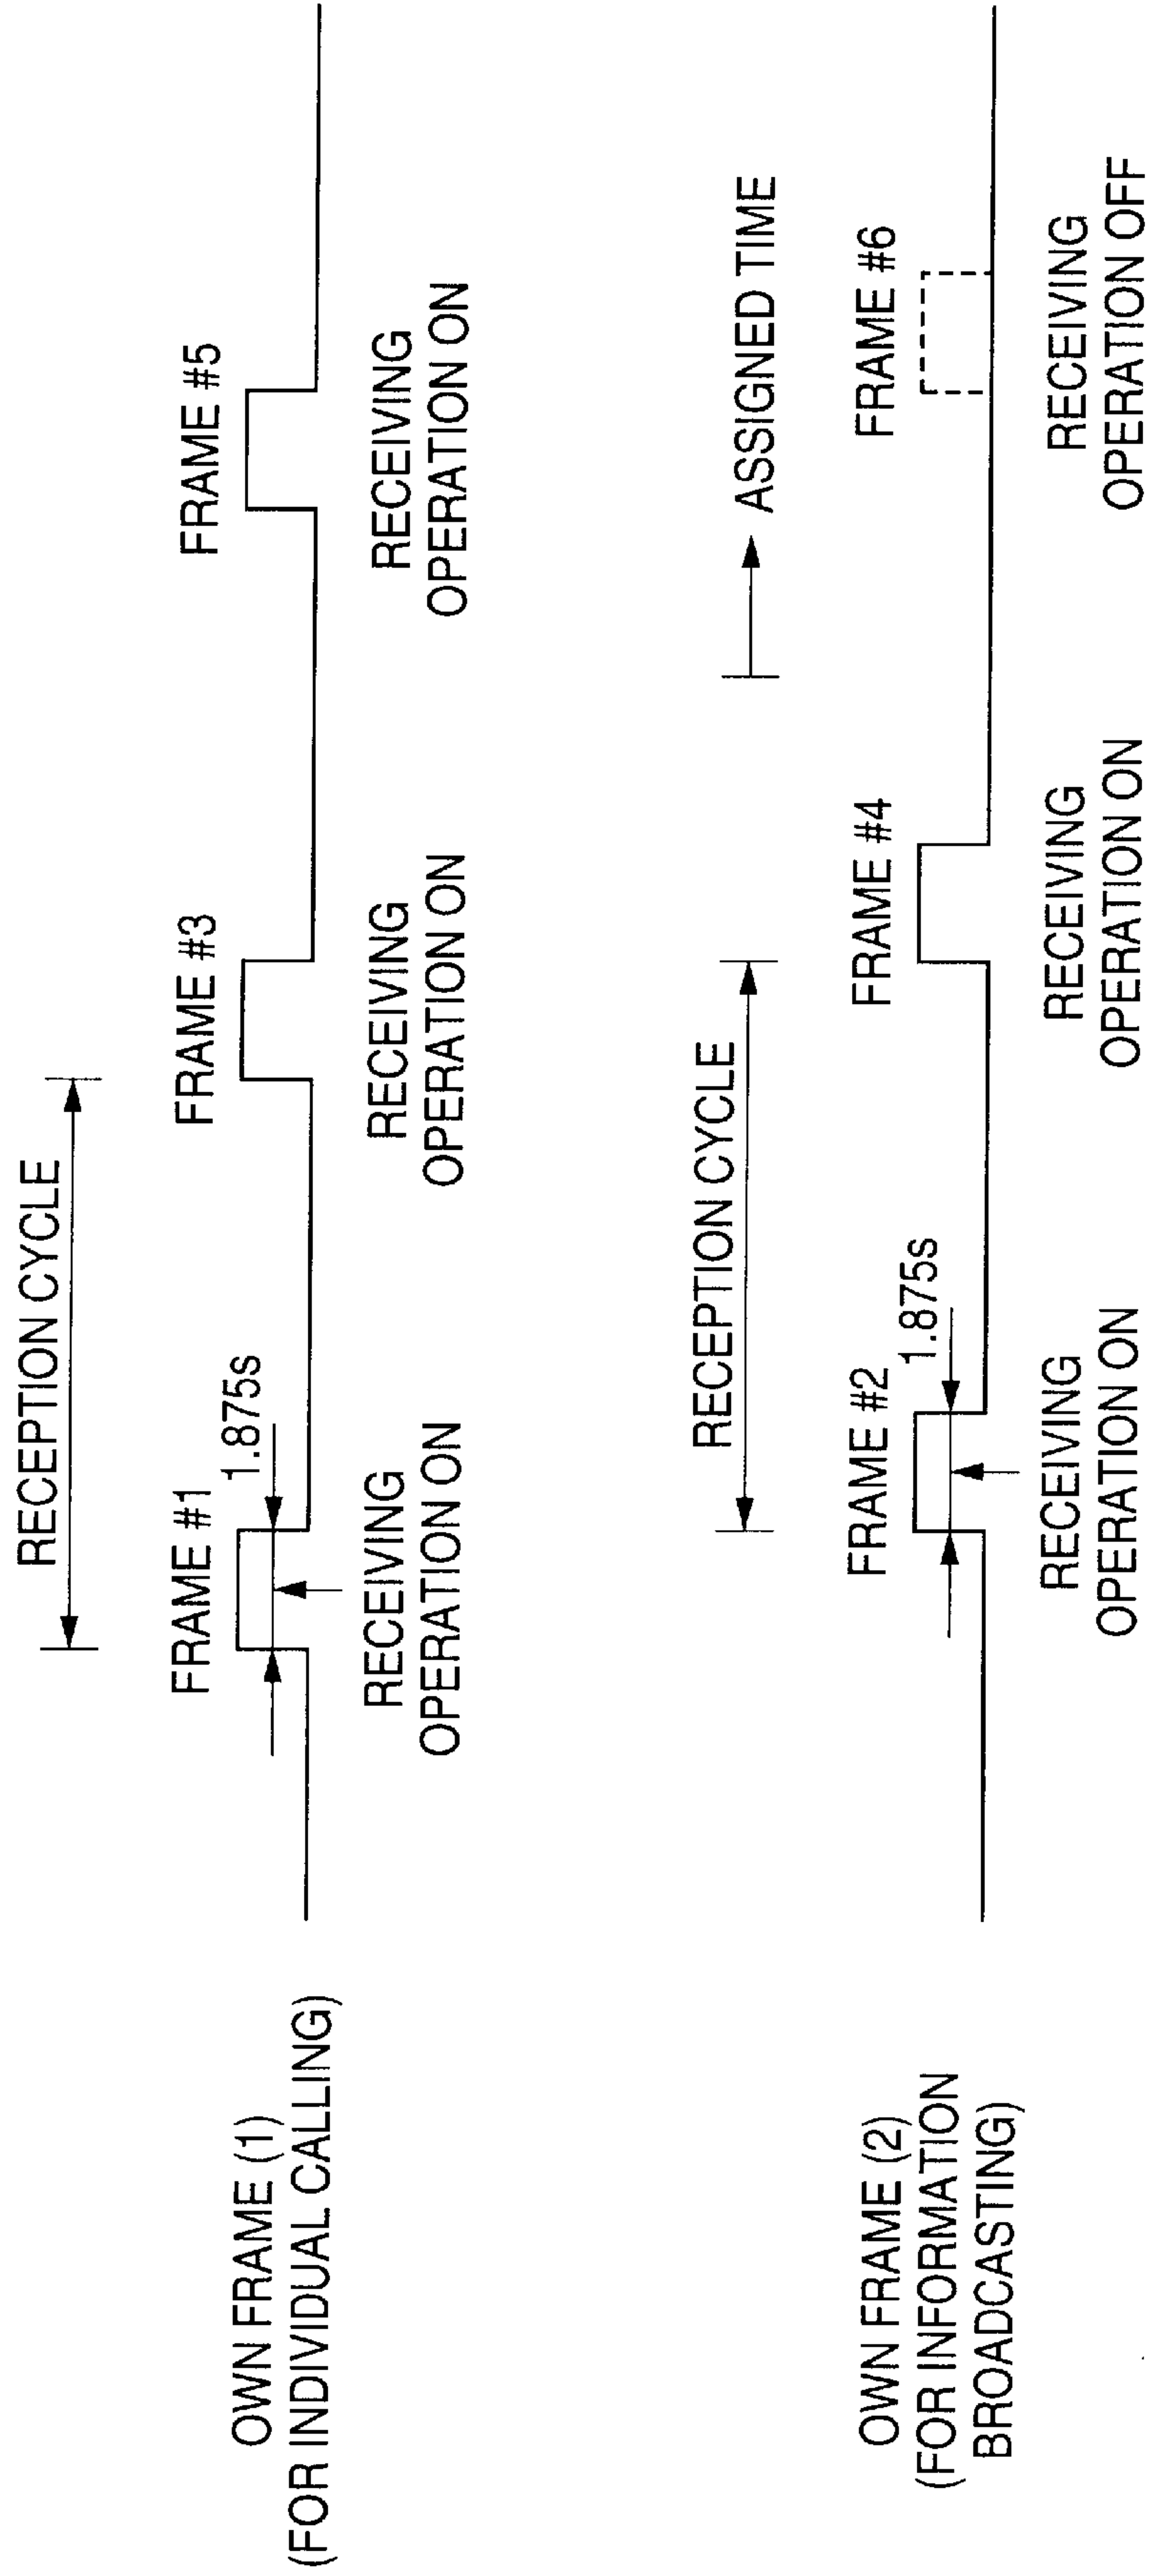 RECEPTION CYCLE
FRAME #1
1.875s
FRAME #3
FRAME #5
OWN FRAME (1)
(FOR INDIVIDUAL CALLING)
RECEIVING
OPERATION ON
RECEIVING
OPERATION ON
RECEIVING
OPERATION ON
RECEPTION CYCLE
ASSIGNED TIME
FRAME #2
1.875s
FRAME #4
FRAME #6
OWN FRAME (2)
(FOR INFORMATION
BROADCASTING)
RECEIVING
OPERATION ON
RECEIVING
OPERATION ON
RECEIVING
OPERATION OFF